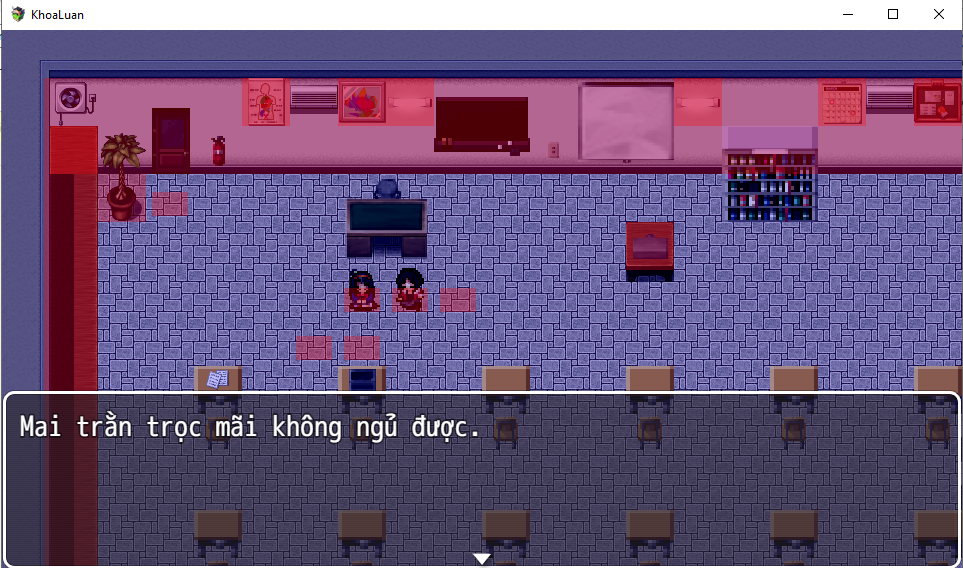 KhoaLuan
Mai trằn trọc mãi không ngủ được.